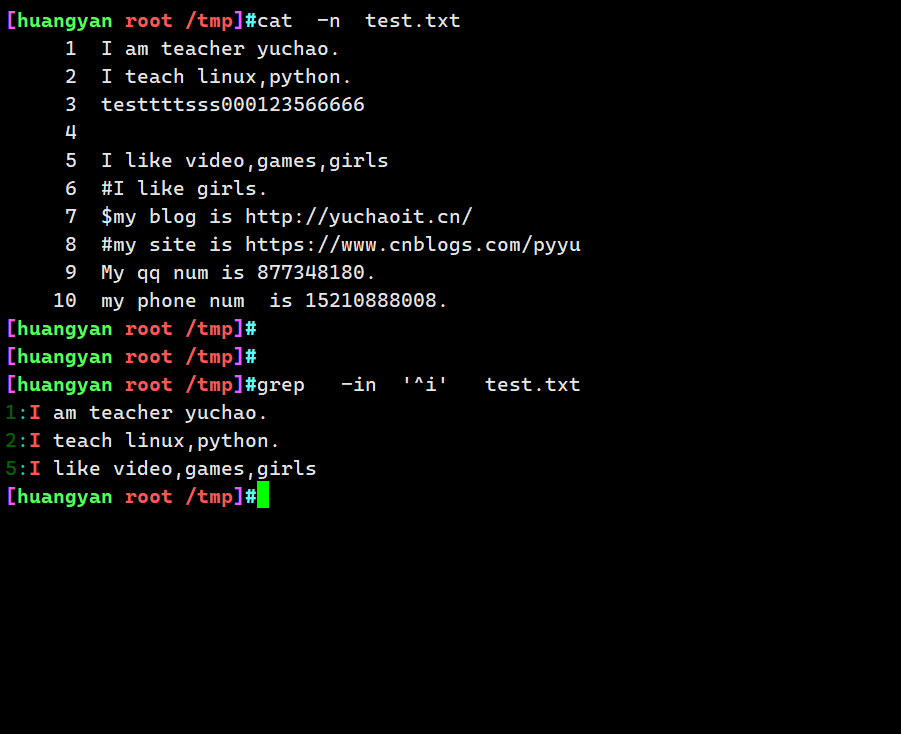 [huangyan root /tmp]#cat  -n  test.txt
     1  I am teacher yuchao.
     2  I teach linux,python.
     3  testtttsss000123566666
     4
     5  I like video,games,girls
     6  #I like girls.
     7  $my blog is http://yuchaoit.cn/
     8  #my site is https://www.cnblogs.com/pyyu
     9  My qq num is 877348180.
    10  my phone num  is 15210888008.
[huangyan root /tmp]#
[huangyan root /tmp]#
[huangyan root /tmp]#grep   -in  '^i'   test.txt
1:I am teacher yuchao.
2:I teach linux,python.
5:I like video,games,girls
[huangyan root /tmp]#